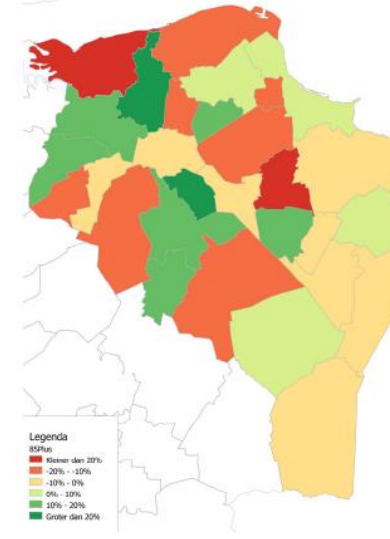 Legenda
85Plus
Kleiner dan 20%
-20% - -10%
-10% - 0%
0% - 10%
10% - 20%
Groter dan 20%